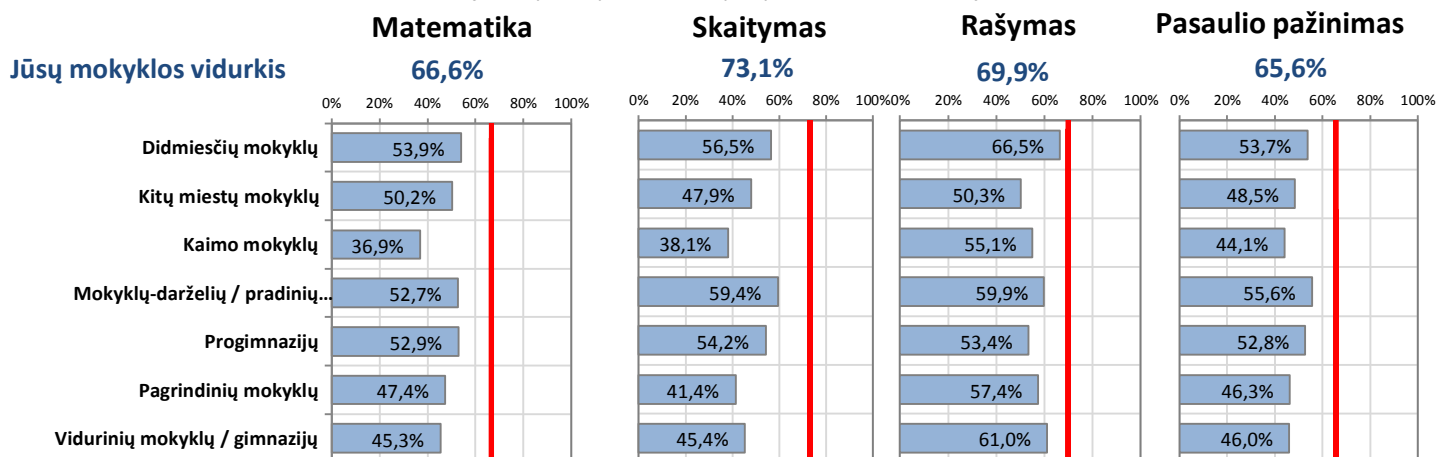 Matematika Skaitymas Rašymas Pasaulio pažinimas
Jūsų mokyklos vidurkis 66,6% 73,1% 69,9% 65,6%
0% 20% 40% 60% 80% 100% 0% 20% 40% 60% 80% 100% 0% 20% 40% 60% 80% 100% 0% 20% 40% 60% 80% 100%
Didmiesčių mokyklų 53,9% 56,5% 66,5% 53,7%
Kitų miestų mokyklų 50,2% 47,9% 50,3% 48,5%
Kaimo mokyklų 36,9% 38,1% 55,1% 44,1%
Mokyklų-darželių / pradinių... 52,7% 59,4% 59,9% 55,6%
Progimnazijų 52,9% 54,2% 53,4% 52,8%
Pagrindinių mokyklų 47,4% 41,4% 57,4% 46,3%
Vidurinių mokyklų / gimnazijų 45,3% 45,4% 61,0% 46,0%